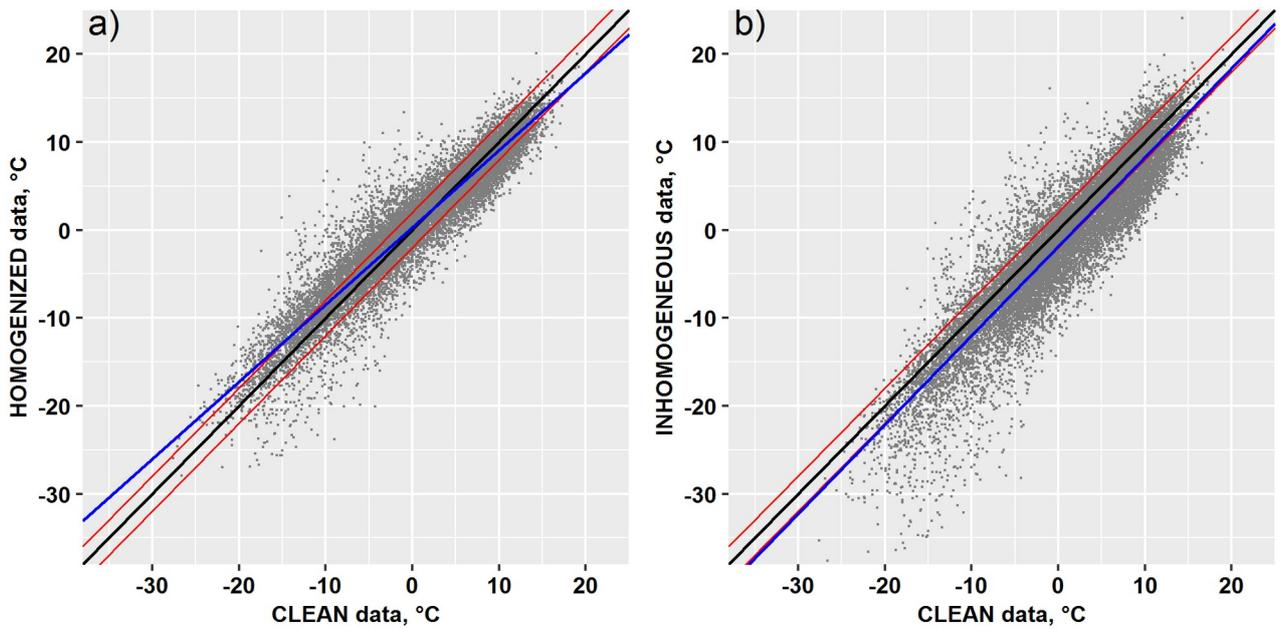 a)
HOMOGENIZED data, °C
20
10
0
-10
-20
-30
-30 -20 -10 0 10 20
CLEAN data, °C
b)
INHOMOGENEOUS data, °C
20
10
0
-10
-20
-30
-30 -20 -10 0 10 20
CLEAN data, °C